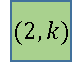 (2, k)